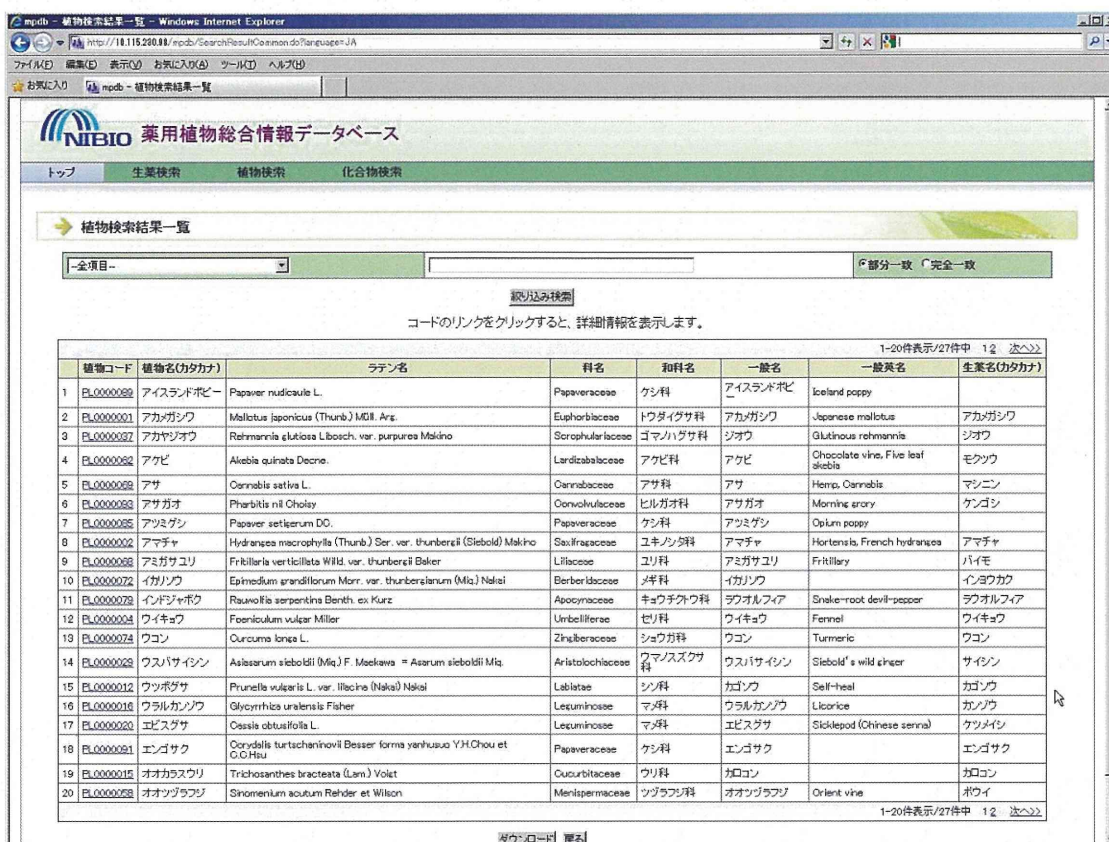 mpdb - 植物検索結果一覧 - Windows Internet Explorer
http://10.115.230.98/mpdb/SearchResultCommon.do?language=JA
ファイル(F) 編集(E) 表示(V) お気に入り(A) ツール(T) ヘルプ(H)
お気に入り mpdb - 植物検索結果一覧
NIBIO 薬用植物総合情報データベース
トップ 生薬検索 植物検索 化合物検索
植物検索結果一覧
--全項目-- 部分一致 完全一致
絞り込み検索
コードのリンクをクリックすると、詳細情報を表示します。
1-20件表示/27件中 1 2 次へ>>
植物コード 植物名(カタカナ) ラテン名 科名 和科名 一般名 一般英名 生薬名(カタカナ)
1 PL0000089 アイスランドポピー Papaver nudicaule L. Papaveraceae ケシ科 アイスランドポピー Iceland poppy
2 PL0000001 アカメガシワ Mallotus japonicus (Thunb.) Müll. Arg. Euphorbiaceae トウダイグサ科 アカメガシワ Japanese mallotus アカメガシワ
3 PL0000037 アカヤジオウ Rehmannia glutinosa Libosch. var. purpurea Makino Scrophulariaceae ゴマノハグサ科 ジオウ Glutinous rehmannia ジオウ
4 PL0000062 アケビ Akebia quinata Decne. Lardizabalaceae アケビ科 アケビ Chocolate vine, Five leaf akebia モクツウ
5 PL0000069 アサ Cannabis sativa L. Cannabaceae アサ科 アサ Hemp, Cannabis マシニン
6 PL0000093 アサガオ Pharbitis nil Choisy Convolvulaceae ヒルガオ科 アサガオ Morning grory ケンゴシ
7 PL0000085 アツミゲシ Papaver setigerum DC. Papaveraceae ケシ科 アツミゲシ Opium poppy
8 PL0000002 アマチャ Hydrangea macrophylla (Thunb.) Ser. var. thunbergii (Siebold) Makino Saxifragaceae ユキノシタ科 アマチャ Hortensia, French hydrangea アマチャ
9 PL0000068 アミガサユリ Fritillaria verticillata Willd. var. thunbergii Baker Liliaceae ユリ科 アミガサユリ Fritillary バイモ
10 PL0000072 イカリソウ Epimedium grandiflorum Morr. var. thunbergianum (Miq.) Nakai Berberidaceae メギ科 イカリソウ インヨウカク
11 PL0000079 インドジャボク Rauwolfia serpentina Benth. ex Kurz Apocynaceae キョウチクトウ科 ラウオルフィア Snake-root devil-pepper ラウオルフィア
12 PL0000004 ウイキョウ Foeniculum vulgar Miller Umbelliferae セリ科 ウイキョウ Fennel ウイキョウ
13 PL0000074 ウコン Curcuma longa L. Zingiberaceae ショウガ科 ウコン Turmeric ウコン
14 PL0000029 ウスバサイシン Asiasarum sieboldii (Miq.) F. Maekawa = Asarum sieboldii Miq. Aristolochiaceae ウマノスズクサ科 ウスバサイシン Siebold's wild ginger サイシン
15 PL0000012 ウツボグサ Prunella vulgaris L. var. lilacina (Nakai) Nakai Labiatae シソ科 カゴソウ Self-heal カゴソウ
16 PL0000016 ウラルカンゾウ Glycyrrhiza uralensis Fisher Leguminosae マメ科 ウラルカンゾウ Licorice カンゾウ
17 PL0000020 エビスグサ Cassia obtusifolia L. Leguminosae マメ科 エビスグサ Sicklepod (Chinese senna) ケツメイシ
18 PL0000091 エンゴサク Corydalis turtschaninovii Besser forma yanhusuo Y.H.Chou et C.C.Hsu Papaveraceae ケシ科 エンゴサク エンゴサク
19 PL0000015 オオカラスウリ Trichosanthes bracteata (Lam.) Voigt Cucurbitaceae ウリ科 カロコン カロコン
20 PL0000058 オオツヅラフジ Sinomenium acutum Rehder et Wilson Menispermaceae ツヅラフジ科 オオツヅラフジ Orient vine ボウイ
1-20件表示/27件中 1 2 次へ>>
ダウンロード 戻る